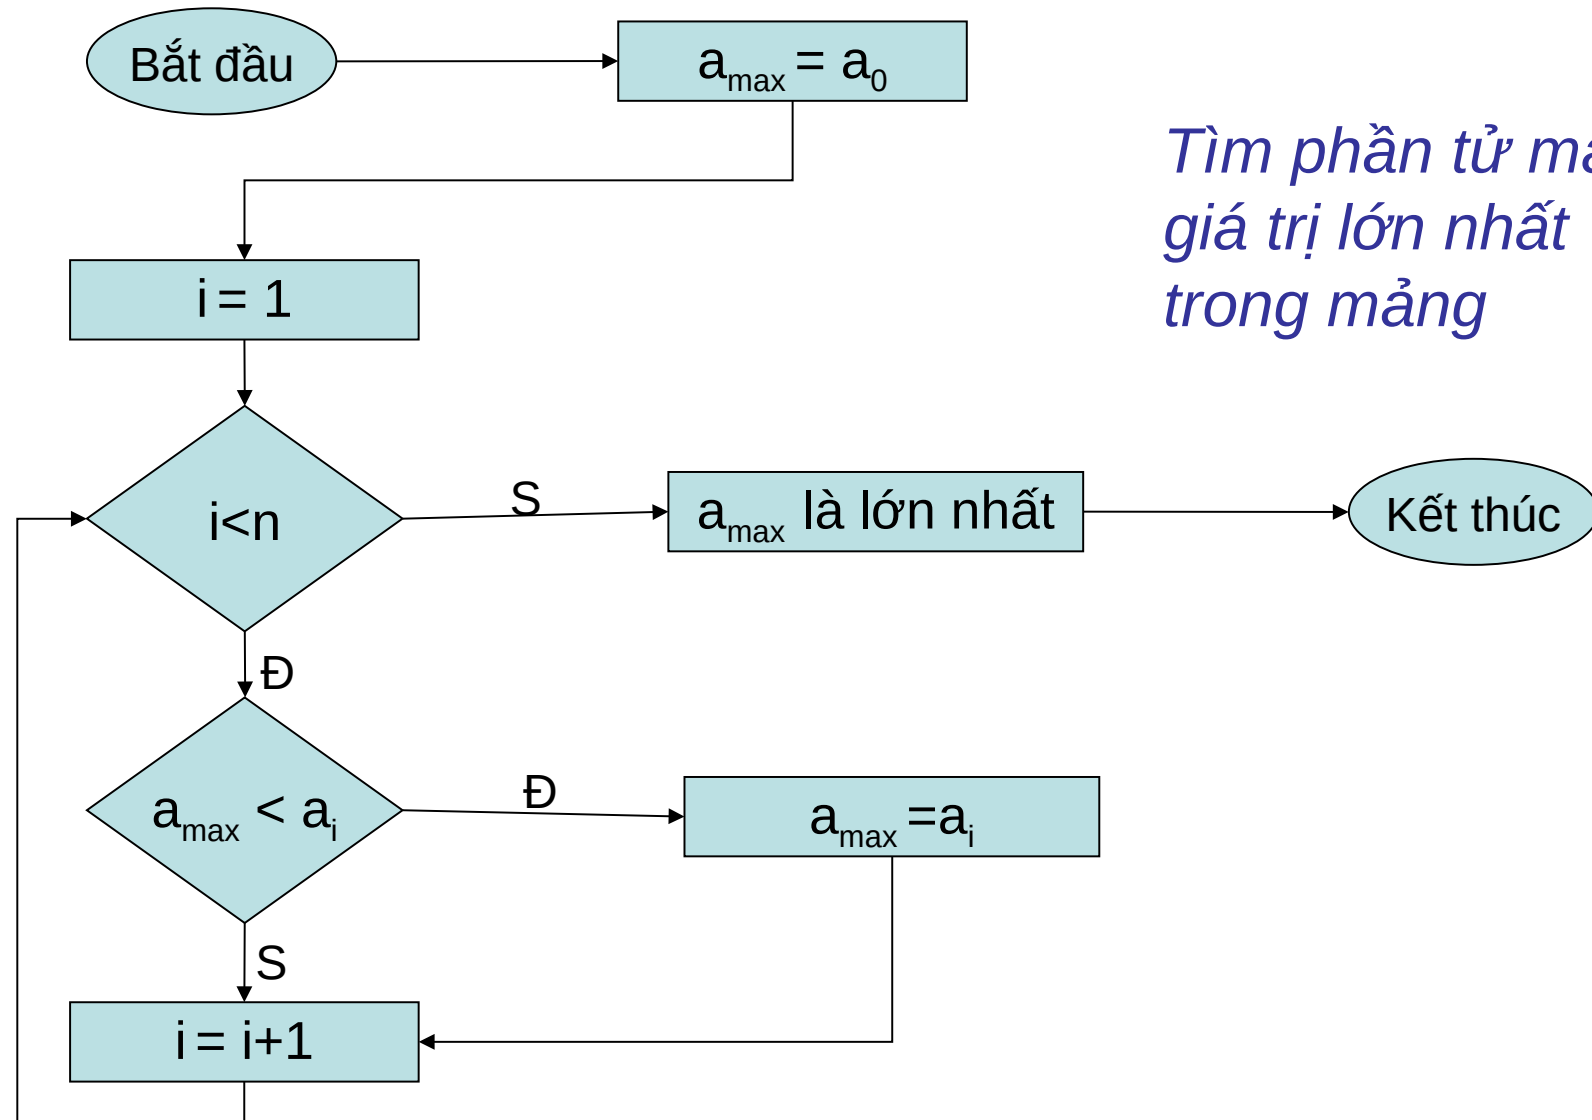 Bắt đầu
amax = a0
Tìm phần tử
giá trị lớn nhất
trong mảng
i = 1
i<n
S
amax là lớn nhất
Kết thúc
Đ
amax < ai
Đ
amax =ai
S
i = i+1